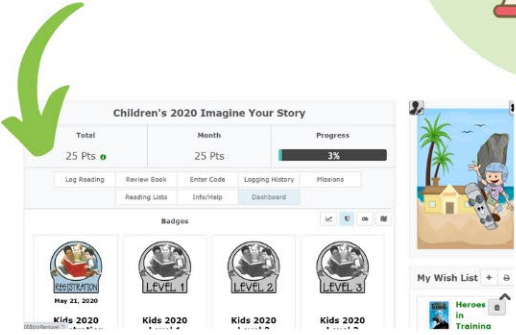 Children's 2020 Imagine Your Story
Total
Month
Progress
25 Pts
25 Pts
3%
Log Reading
Review Book
Enter Code
Logging History
Missions
Reading Lists
Info/Help
Dashboard
Badges
REGISTRATION
LEVEL 1
LEVEL 2
LEVEL 3
May 21, 2020
Kids 2020
Kids 2020
Kids 2020
Kids 2020
My Wish List
Heroes
in
Training